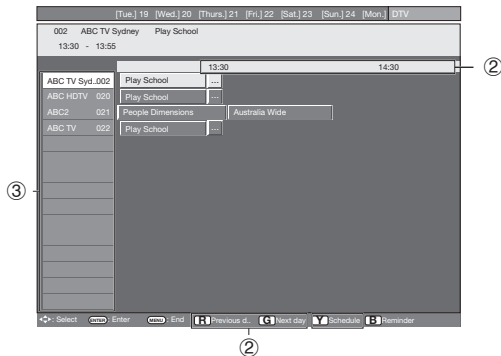 [Tue.] 19 [Wed.] 20 [Thurs.] 21 [Fri.] 22 [Sat.] 23 [Sun.] 24 [Mon.] DTV
002 ABC TV Sydney Play School
13:30 - 13:55
13:30 14:30
②
ABC TV Syd..002 Play School ...
ABC HDTV 020 Play School ...
ABC2 021 People Dimensions Australia Wide
ABC TV 022 Play School ...
③
: Select ENTER : Enter MENU : End R Previous d.. G Next day Y Schedule B Reminder
②